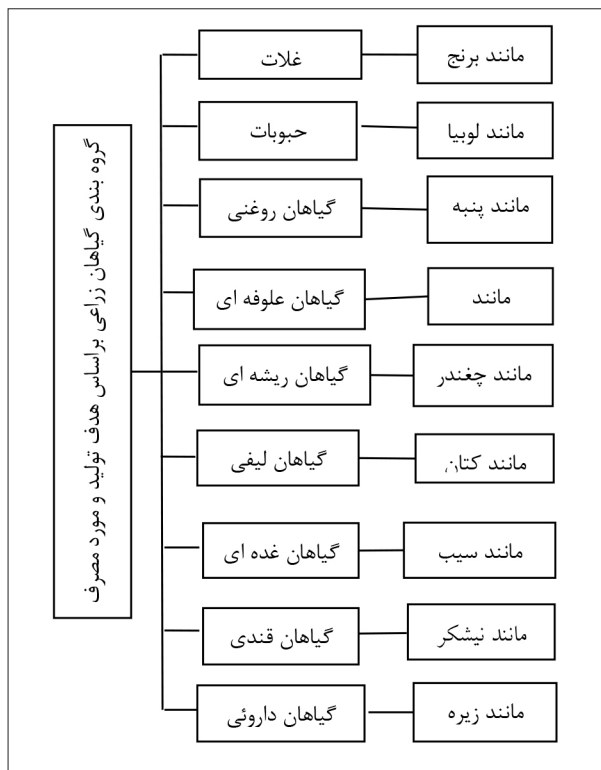 گروه بندی گیاهان زراعی براساس هدف تولید و مورد مصرف
غلات
مانند برنج
حبوبات
مانند لوبیا
گیاهان روغنی
مانند پنبه
گیاهان علوفه ای
مانند
گیاهان ریشه ای
مانند چغندر
گیاهان لیفی
مانند کتان
گیاهان غده ای
مانند سیب
گیاهان قندی
مانند نیشکر
گیاهان داروئی
مانند زیره